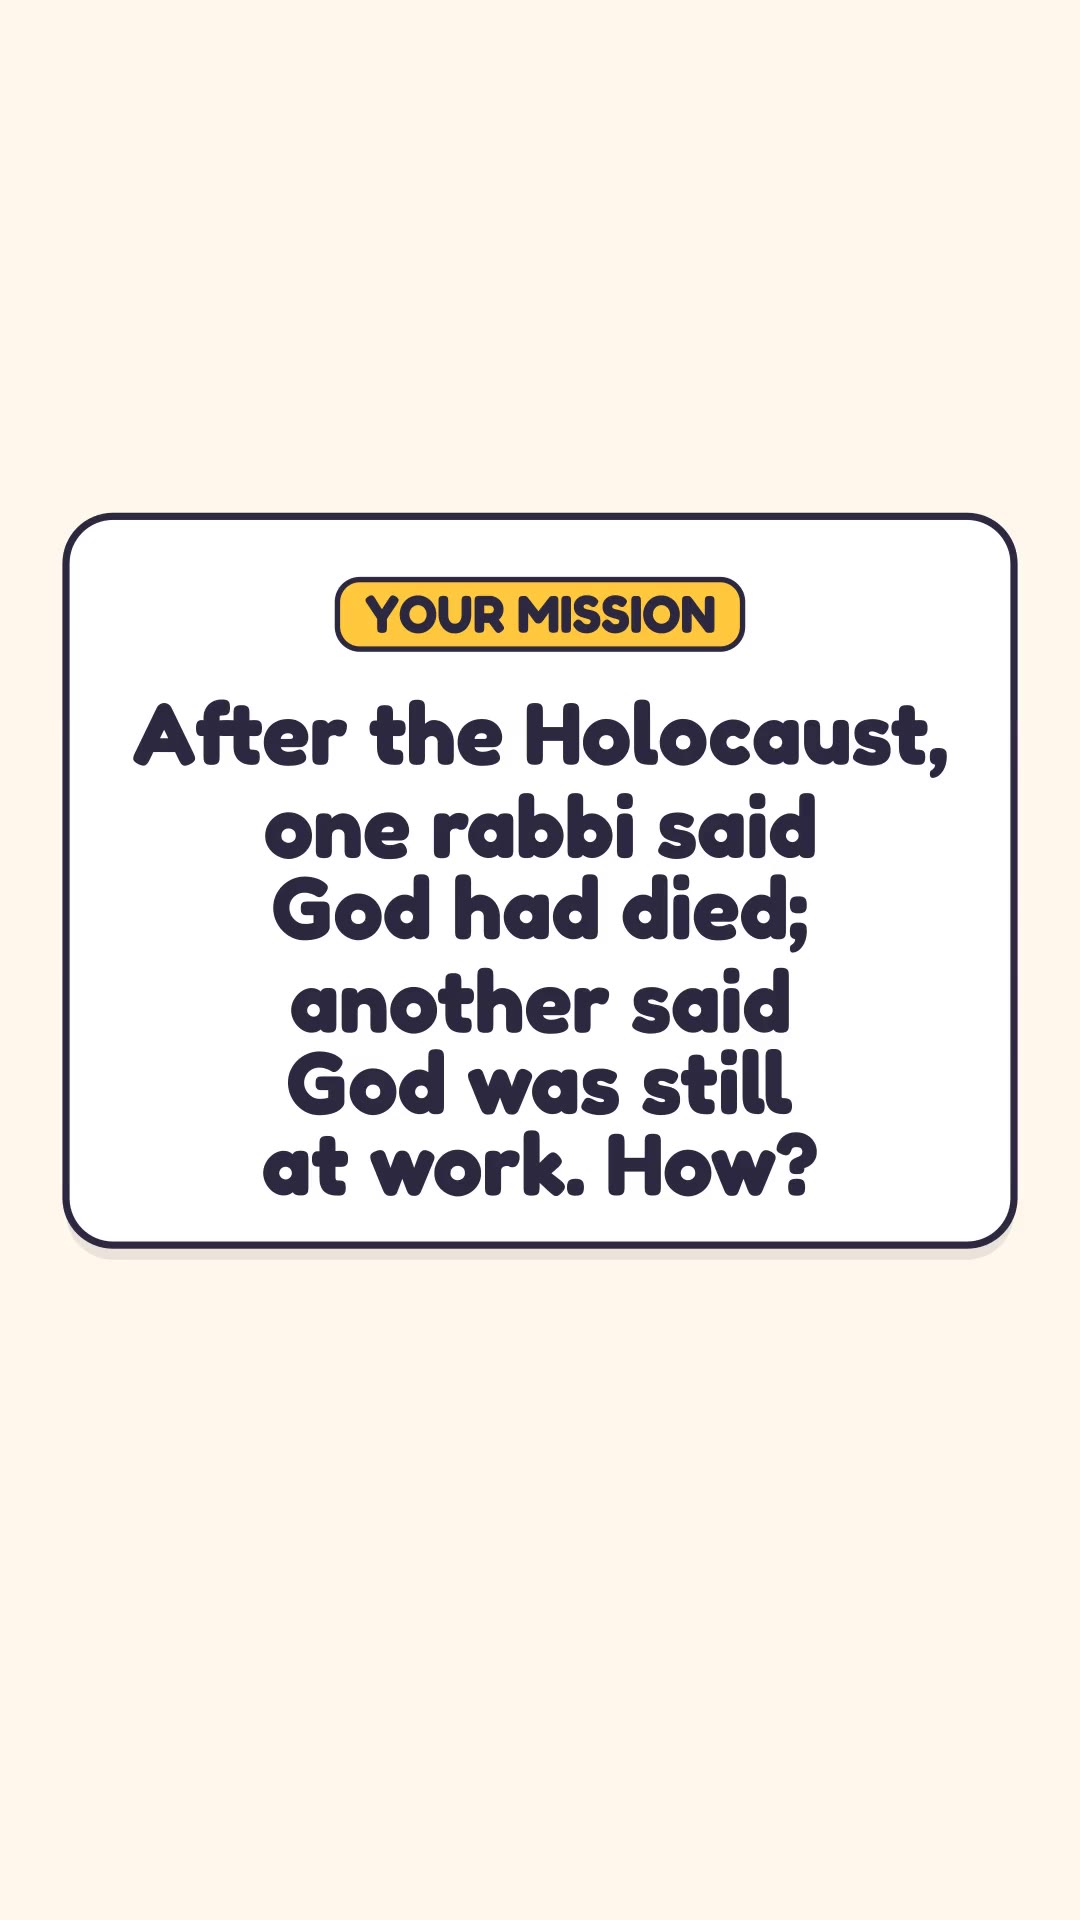 YOUR MISSION
After the Holocaust,
one rabbi said
God had died;
another said
God was still
at work. How?